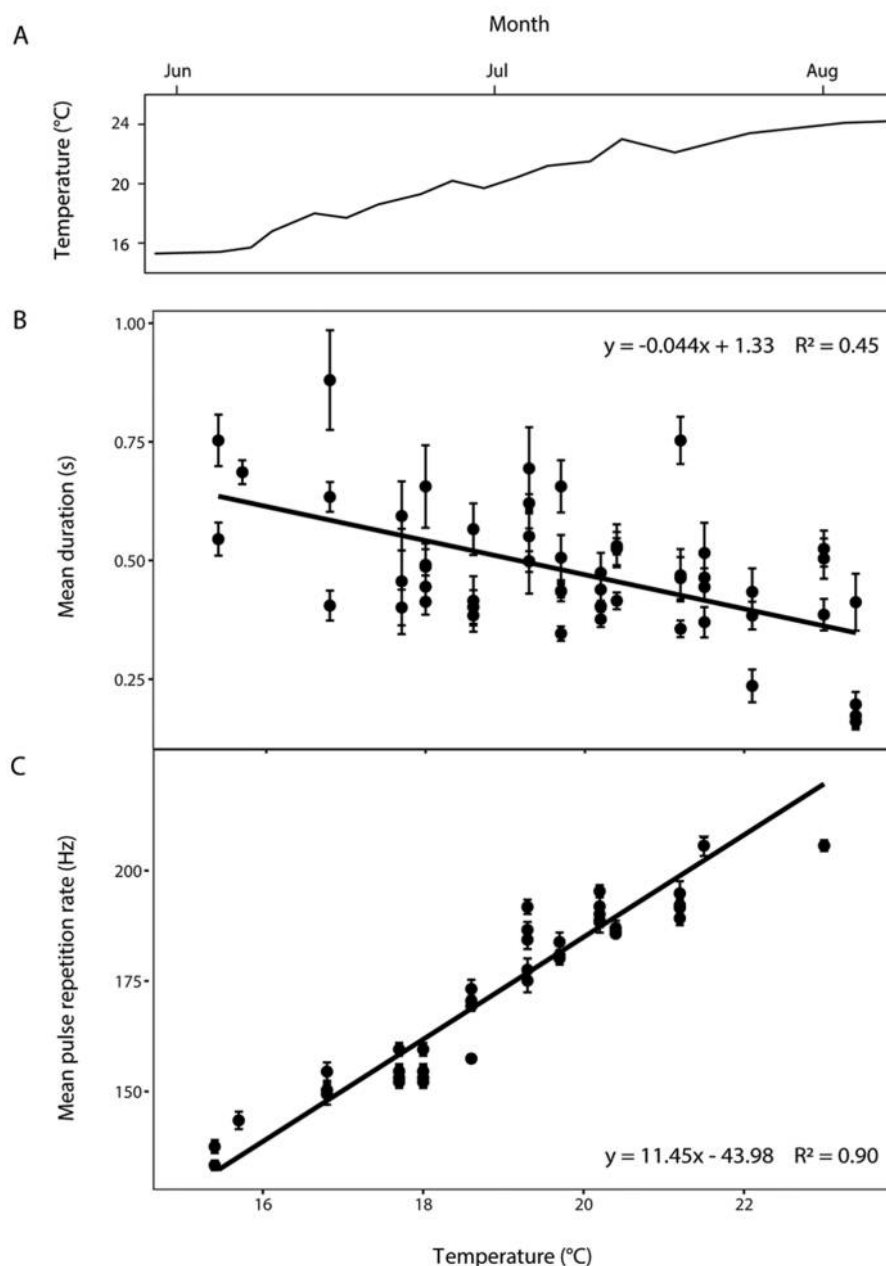 A
Month
Jun Jul Aug
Temperature (°C)
24
20
16
B
y = -0.044x + 1.33 R² = 0.45
Mean duration (s)
1.00
0.75
0.50
0.25
C
Mean pulse repetition rate (Hz)
200
175
150
y = 11.45x - 43.98 R² = 0.90
16 18 20 22
Temperature (°C)